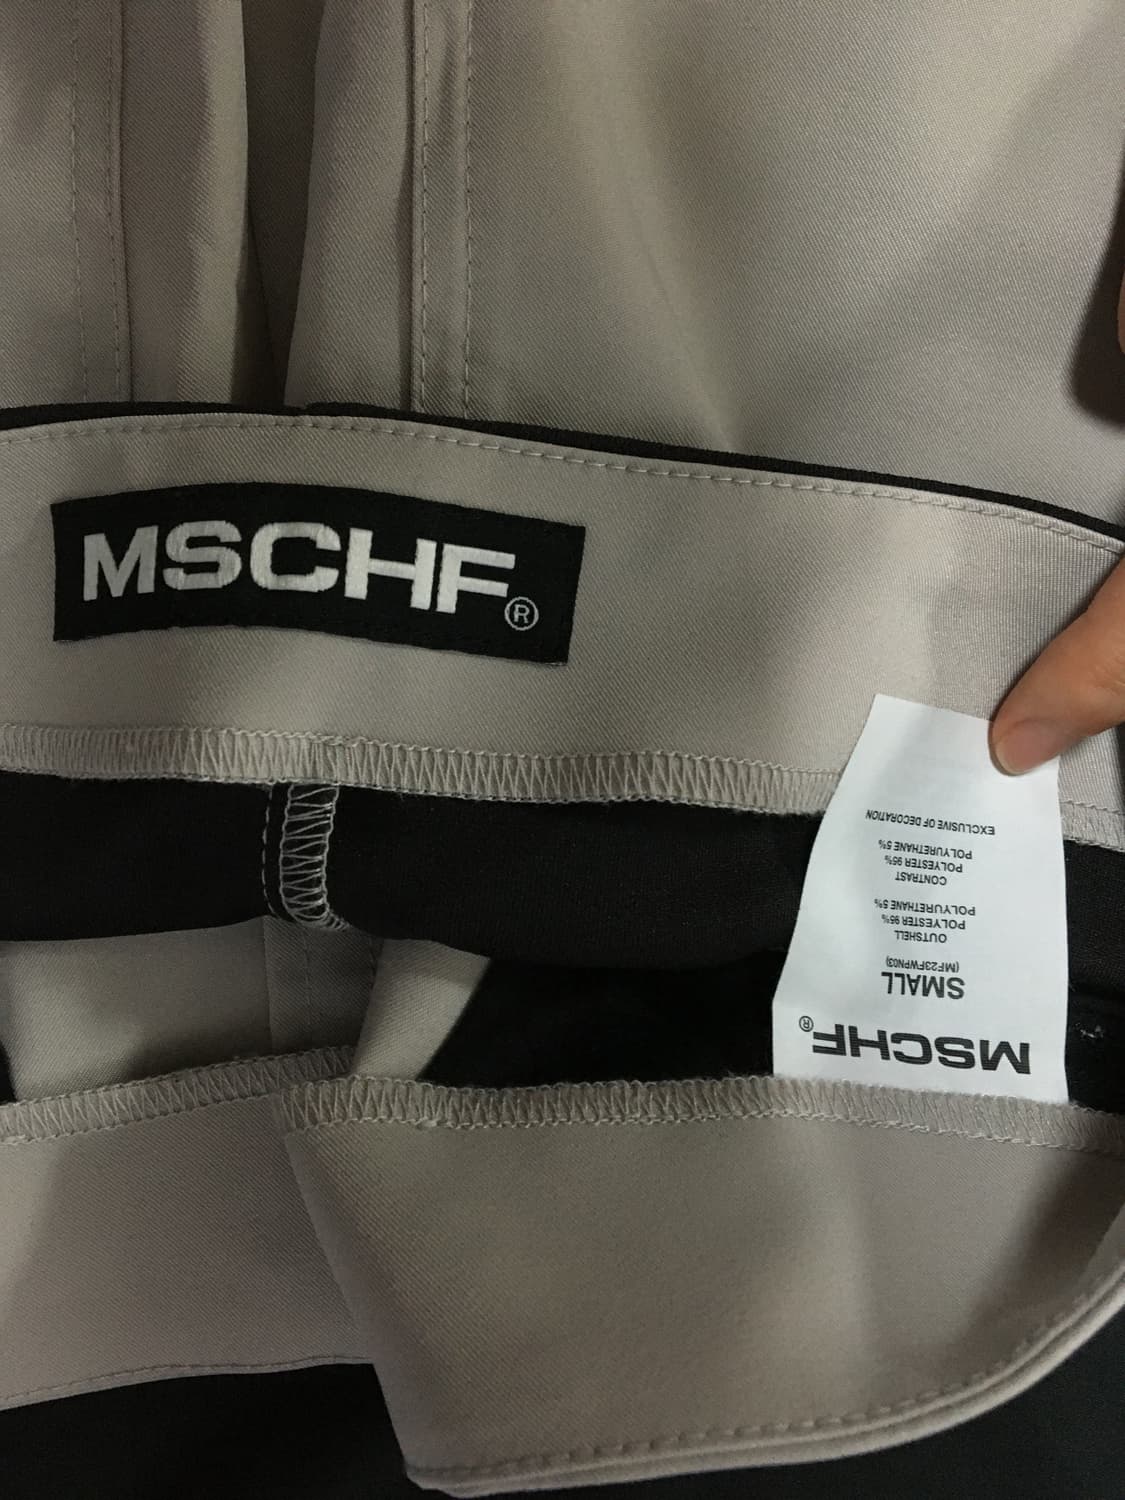 MSCHF®
MSCHF®
SMALL
(MF23FWPN03)
OUTSHELL
POLYESTER 95%
POLYURETHANE 5%
CONTRAST
POLYESTER 95%
POLYURETHANE 5%
EXCLUSIVE OF DECORATION